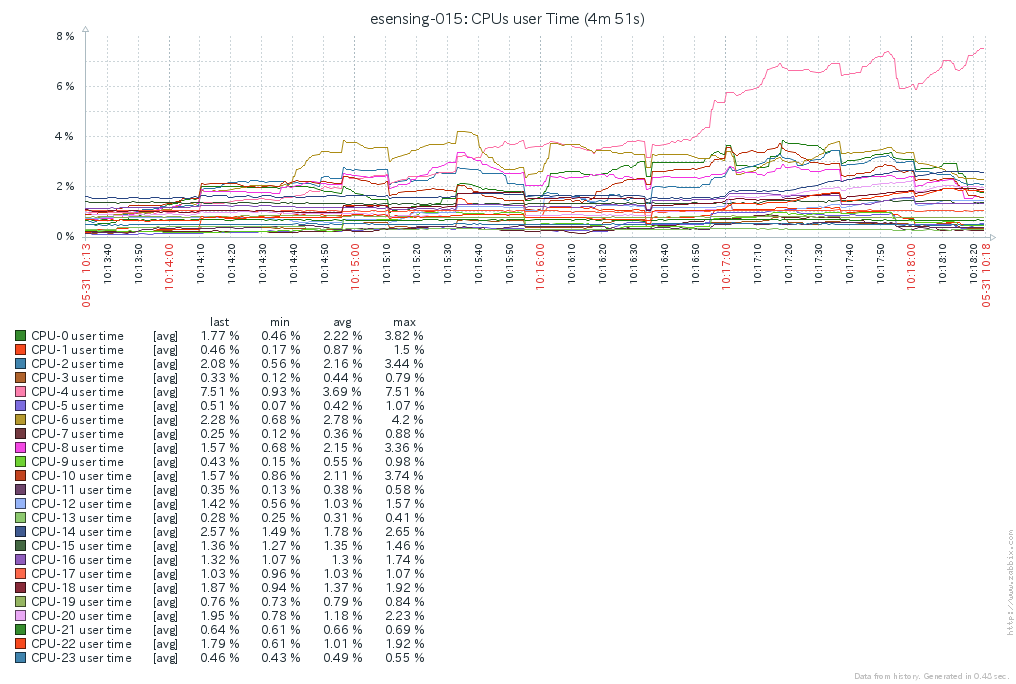 esensing-015: CPUs user Time (4m 51s)
8 %
6 %
4 %
2 %
0 %
05-31 10:13
10:13:40
10:13:50
10:14:00
10:14:10
10:14:20
10:14:30
10:14:40
10:14:50
10:15:00
10:15:10
10:15:20
10:15:30
10:15:40
10:15:50
10:16:00
10:16:10
10:16:20
10:16:30
10:16:40
10:16:50
10:17:00
10:17:10
10:17:20
10:17:30
10:17:40
10:17:50
10:18:00
10:18:10
10:18:20
05-31 10:18
last min avg max
CPU-0 user time [avg] 1.77 % 0.46 % 2.22 % 3.82 %
CPU-1 user time [avg] 0.46 % 0.17 % 0.87 % 1.5 %
CPU-2 user time [avg] 2.08 % 0.56 % 2.16 % 3.44 %
CPU-3 user time [avg] 0.33 % 0.12 % 0.44 % 0.79 %
CPU-4 user time [avg] 7.51 % 0.93 % 3.69 % 7.51 %
CPU-5 user time [avg] 0.51 % 0.07 % 0.42 % 1.07 %
CPU-6 user time [avg] 2.28 % 0.68 % 2.78 % 4.2 %
CPU-7 user time [avg] 0.25 % 0.12 % 0.36 % 0.88 %
CPU-8 user time [avg] 1.57 % 0.68 % 2.15 % 3.36 %
CPU-9 user time [avg] 0.43 % 0.15 % 0.55 % 0.98 %
CPU-10 user time [avg] 1.57 % 0.86 % 2.11 % 3.74 %
CPU-11 user time [avg] 0.35 % 0.13 % 0.38 % 0.58 %
CPU-12 user time [avg] 1.42 % 0.56 % 1.03 % 1.57 %
CPU-13 user time [avg] 0.28 % 0.25 % 0.31 % 0.41 %
CPU-14 user time [avg] 2.57 % 1.49 % 1.78 % 2.65 %
CPU-15 user time [avg] 1.36 % 1.27 % 1.35 % 1.46 %
CPU-16 user time [avg] 1.32 % 1.07 % 1.3 % 1.74 %
CPU-17 user time [avg] 1.03 % 0.96 % 1.03 % 1.07 %
CPU-18 user time [avg] 1.87 % 0.94 % 1.37 % 1.92 %
CPU-19 user time [avg] 0.76 % 0.73 % 0.79 % 0.84 %
CPU-20 user time [avg] 1.95 % 0.78 % 1.18 % 2.23 %
CPU-21 user time [avg] 0.64 % 0.61 % 0.66 % 0.69 %
CPU-22 user time [avg] 1.79 % 0.61 % 1.01 % 1.92 %
CPU-23 user time [avg] 0.46 % 0.43 % 0.49 % 0.55 %
http://www.zabbix.com
Data from history. Generated in 0.48 sec.